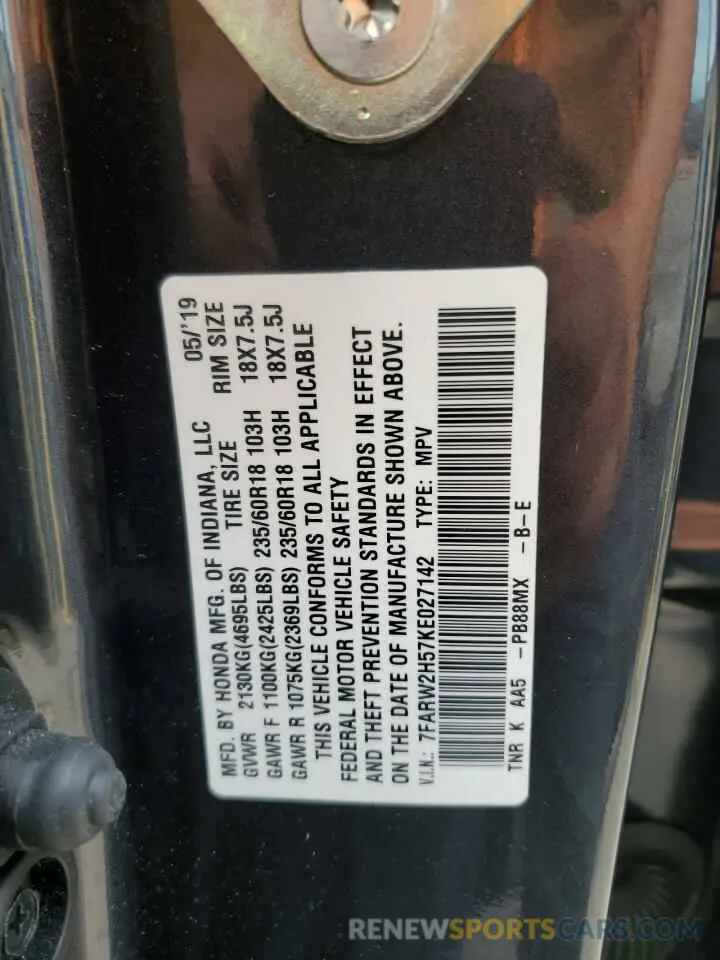 MFD. BY HONDA MFG. OF INDIANA, LLC 05/'19
GVWR 2130KG(4695LBS) TIRE SIZE RIM SIZE
GAWR F 1100KG(2425LBS) 235/60R18 103H 18X7.5J
GAWR R 1075KG(2369LBS) 235/60R18 103H 18X7.5J
THIS VEHICLE CONFORMS TO ALL APPLICABLE
FEDERAL MOTOR VEHICLE SAFETY
AND THEFT PREVENTION STANDARDS IN EFFECT
ON THE DATE OF MANUFACTURE SHOWN ABOVE.
V.I.N.: 7FARW2H57KE027142 TYPE: MPV
TNR K AA5 -PB88MX -B-E
RENEWSPORTSCARS.COM